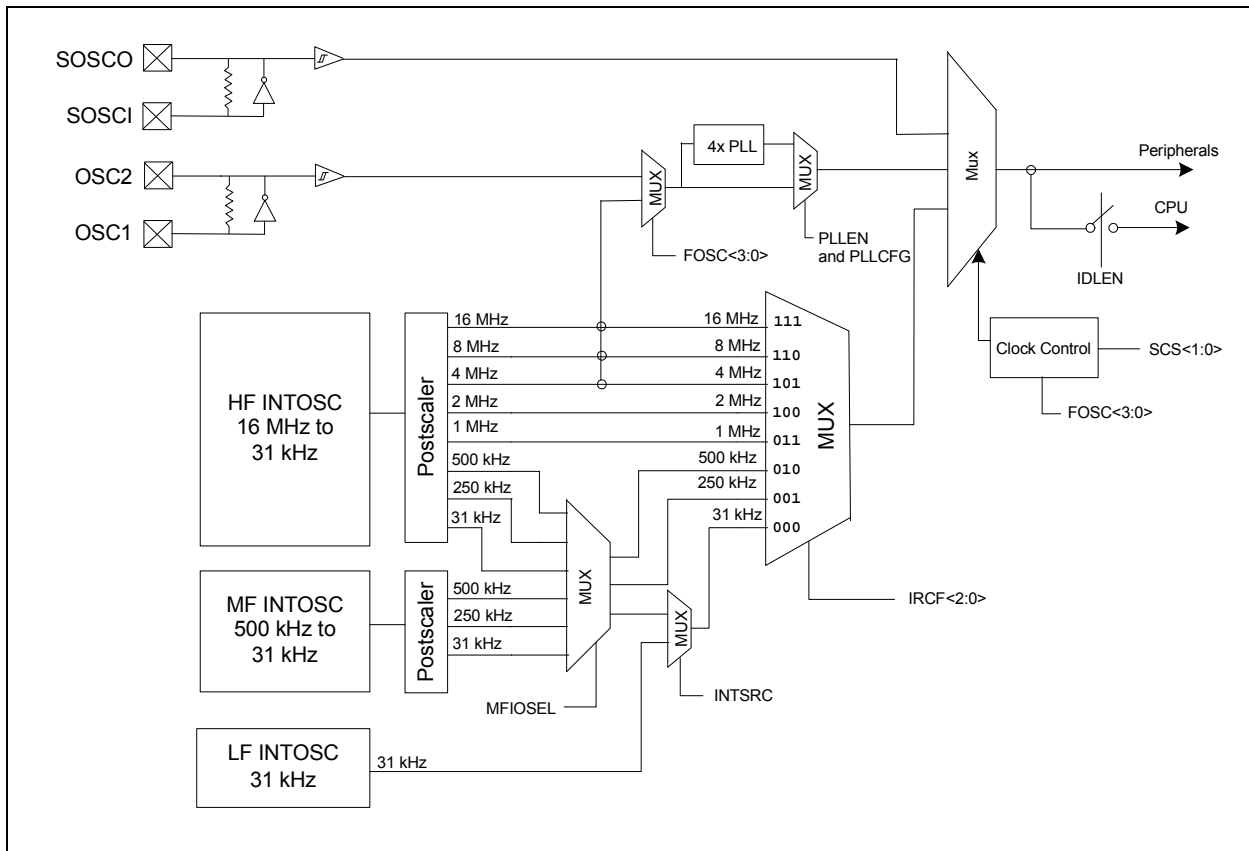 SOSCO
SOSCI
OSC2
OSC1
4x PLL
MUX
MUX
Mux
Peripherals
CPU
IDLEN
FOSC<3:0>
PLLEN
and PLLCFG
Clock Control
SCS<1:0>
FOSC<3:0>
HF INTOSC
16 MHz to
31 kHz
Postscaler
16 MHz
8 MHz
4 MHz
2 MHz
1 MHz
500 kHz
250 kHz
31 kHz
16 MHz
8 MHz
4 MHz
2 MHz
1 MHz
500 kHz
250 kHz
31 kHz
111
110
101
100
011
010
001
000
MUX
IRCF<2:0>
MF INTOSC
500 kHz to
31 kHz
Postscaler
500 kHz
250 kHz
31 kHz
MUX
MFIOSEL
MUX
INTSRC
LF INTOSC
31 kHz
31 kHz